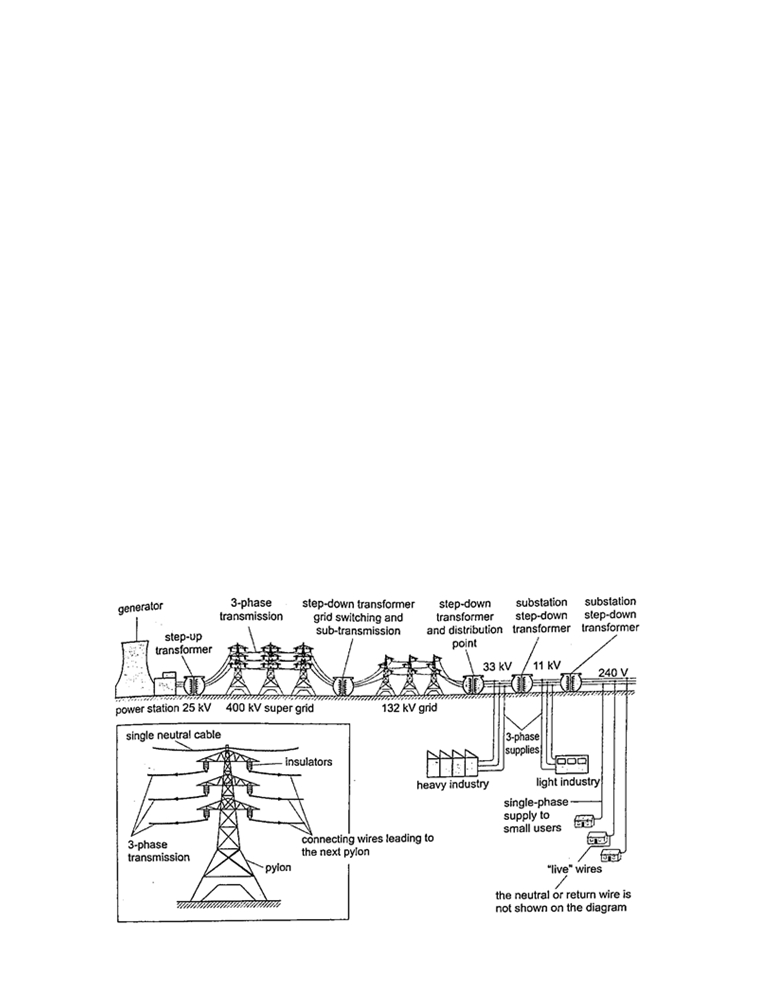 generator
step-up
transformer
3-phase
transmission
step-down transformer
grid switching and
sub-transmission
step-down
transformer
and distribution
point
substation
step-down
transformer
substation
step-down
transformer
33 kV
11 kV
240 V
power station 25 kV
400 kV super grid
132 kV grid
3-phase
supplies
heavy industry
light industry
single-phase
supply to
small users
"live" wires
the neutral or return wire is
not shown on the diagram
single neutral cable
insulators
3-phase
transmission
connecting wires leading to
the next pylon
pylon